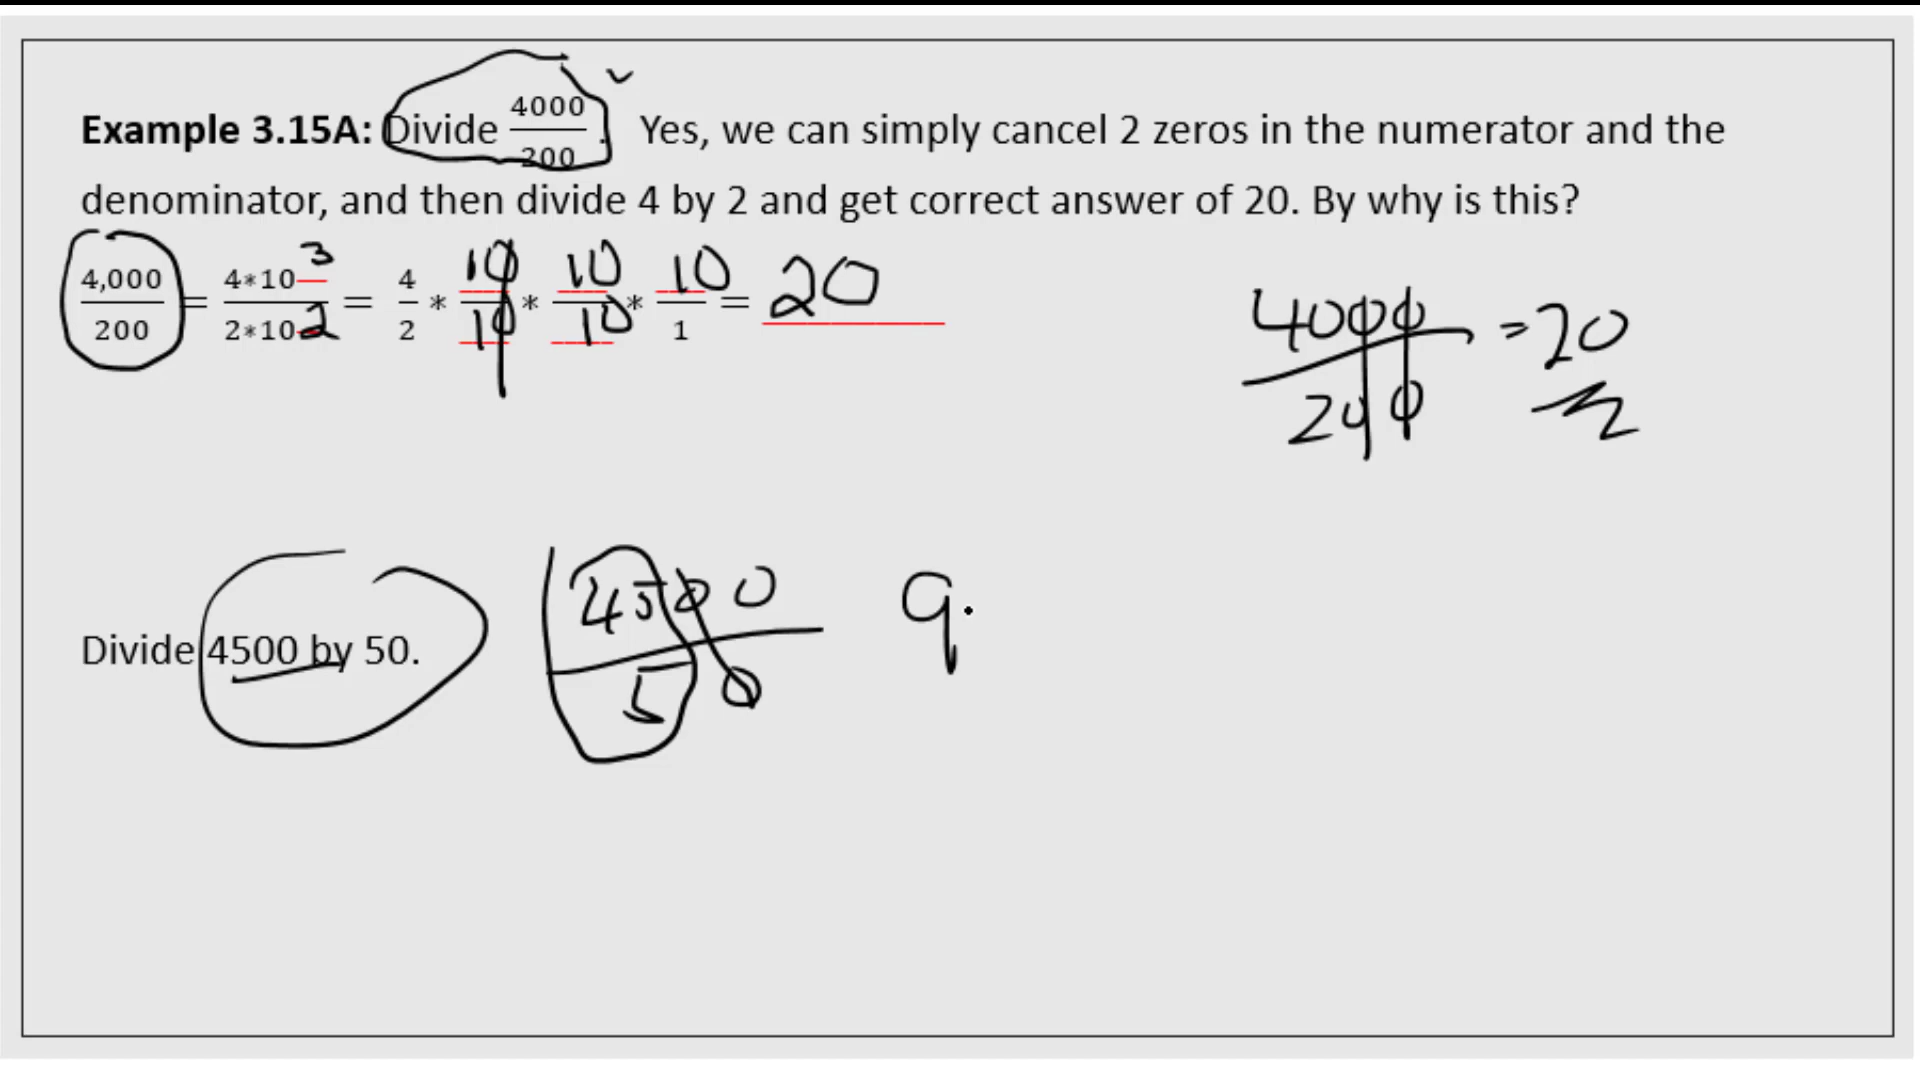 Example 3.15A: Divide 4000/200. Yes, we can simply cancel 2 zeros in the numerator and the
denominator, and then divide 4 by 2 and get correct answer of 20. By why is this?
4,000/200 = 4*10 3/2*10 2 = 4/2 * 10/10 * 10/10 * 10/1 = 20
4000/200 = 20
Divide 4500 by 50.
4500/50 9